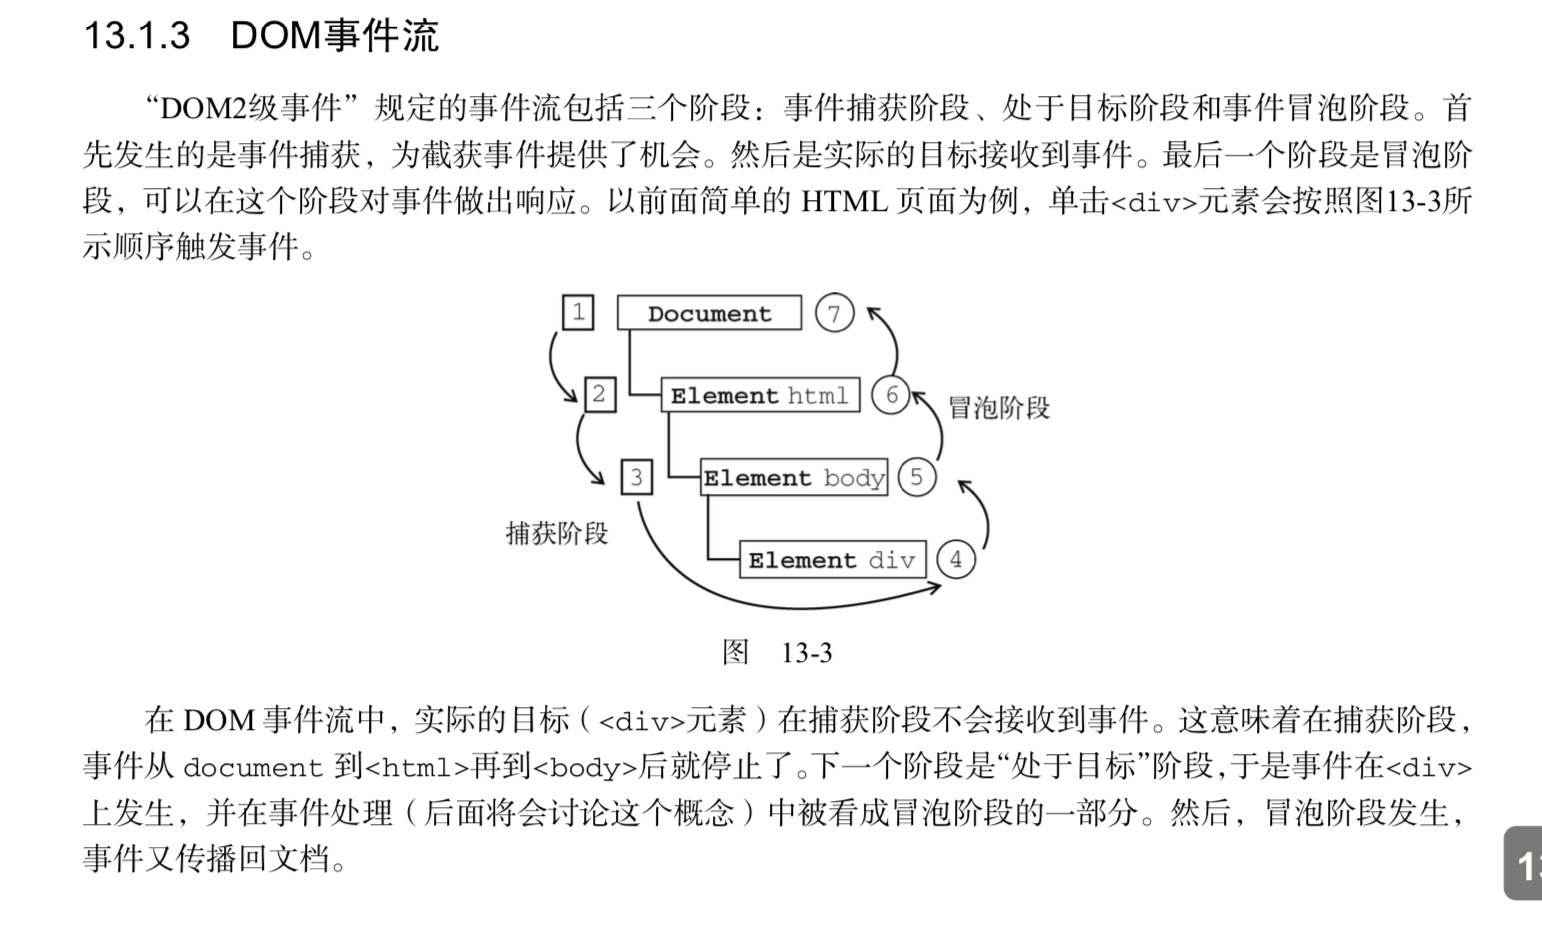 13.1.3 DOM事件流
“DOM2级事件”规定的事件流包括三个阶段：事件捕获阶段、处于目标阶段和事件冒泡阶段。首
先发生的是事件捕获，为截获事件提供了机会。然后是实际的目标接收到事件。最后一个阶段是冒泡阶
段，可以在这个阶段对事件做出响应。以前面简单的 HTML 页面为例，单击<div>元素会按照图13-3所
示顺序触发事件。
1 Document 7
2 Element html 6
冒泡阶段
3 Element body 5
捕获阶段
Element div 4
图 13-3
在 DOM 事件流中，实际的目标（<div>元素）在捕获阶段不会接收到事件。这意味着在捕获阶段，
事件从 document 到<html>再到<body>后就停止了。下一个阶段是“处于目标”阶段，于是事件在<div>
上发生，并在事件处理（后面将会讨论这个概念）中被看成冒泡阶段的一部分。然后，冒泡阶段发生，
事件又传播回文档。